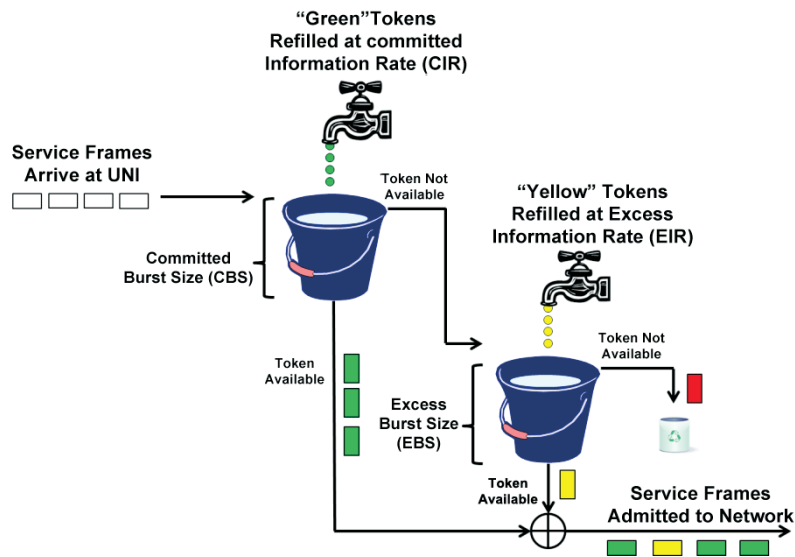 “Green”Tokens
Refilled at committed
Information Rate (CIR)
Service Frames
Arrive at UNI
Token Not
Available
“Yellow” Tokens
Refilled at Excess
Information Rate (EIR)
Committed
Burst Size (CBS)
Token
Available
Token Not
Available
Excess
Burst Size
(EBS)
Token
Available
Service Frames
Admitted to Network